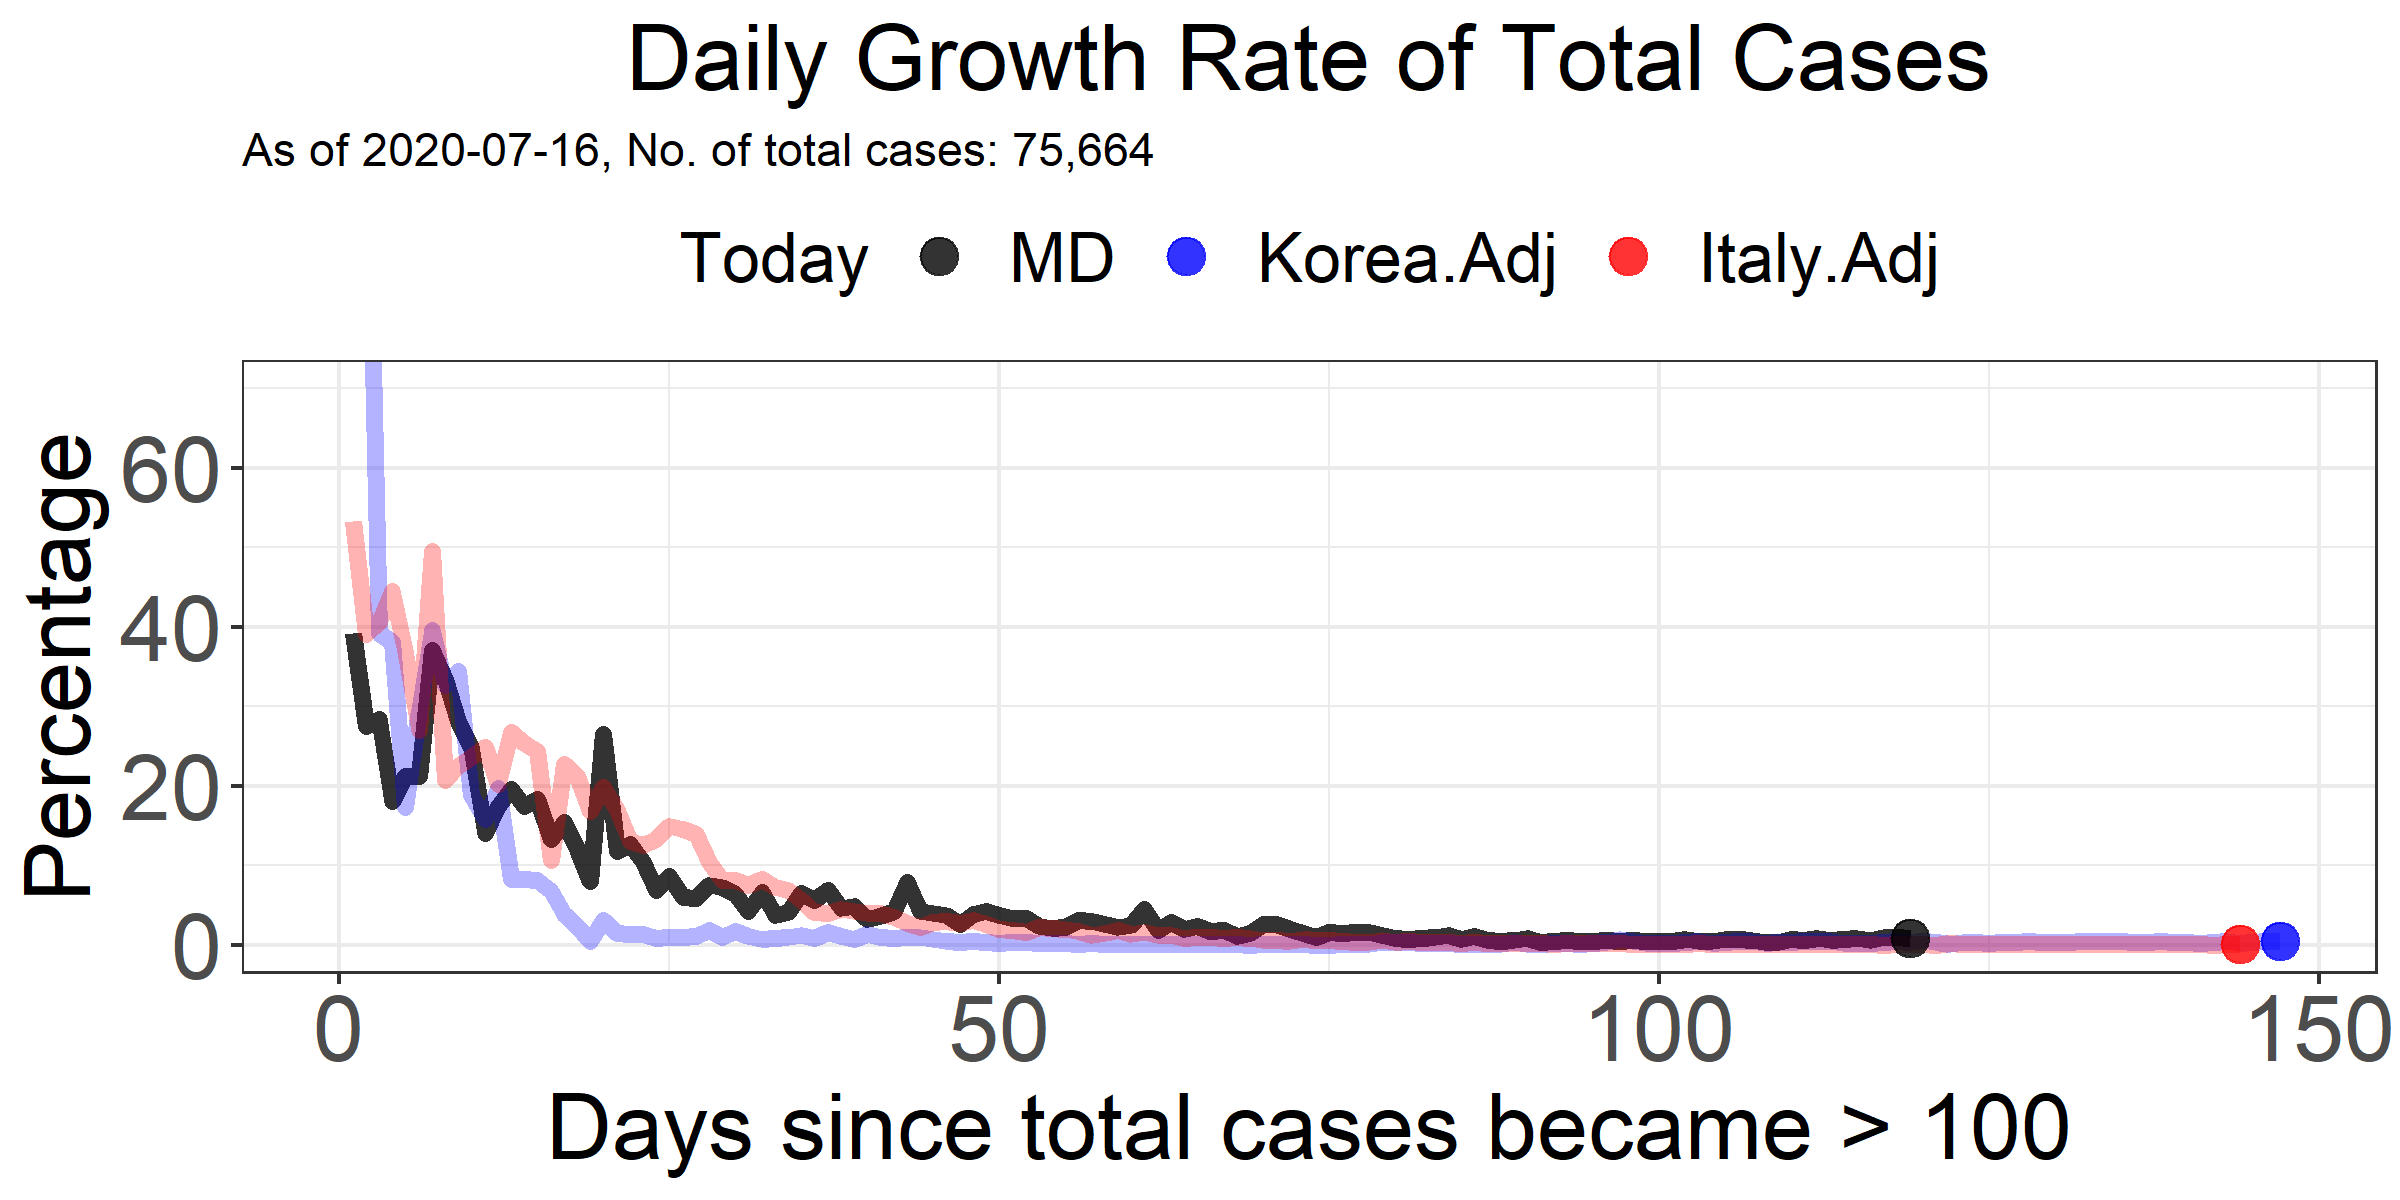 Daily Growth Rate of Total Cases
As of 2020-07-16, No. of total cases: 75,664
Today MD Korea.Adj Italy.Adj
Percentage
60
40
20
0
0 50 100 150
Days since total cases became > 100